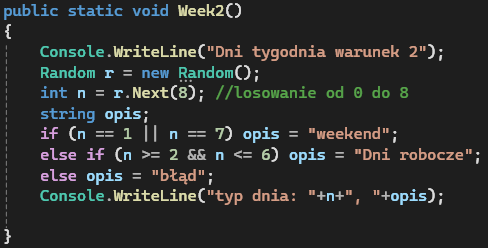 public static void Week2()
{
Console.WriteLine("Dni tygodnia warunek 2");
Random r = new Random();
int n = r.Next(8); //losowanie od 0 do 8
string opis;
if (n == 1 || n == 7) opis = "weekend";
else if (n >= 2 && n <= 6) opis = "Dni robocze";
else opis = "błąd";
Console.WriteLine("typ dnia: "+n+", "+opis);
}